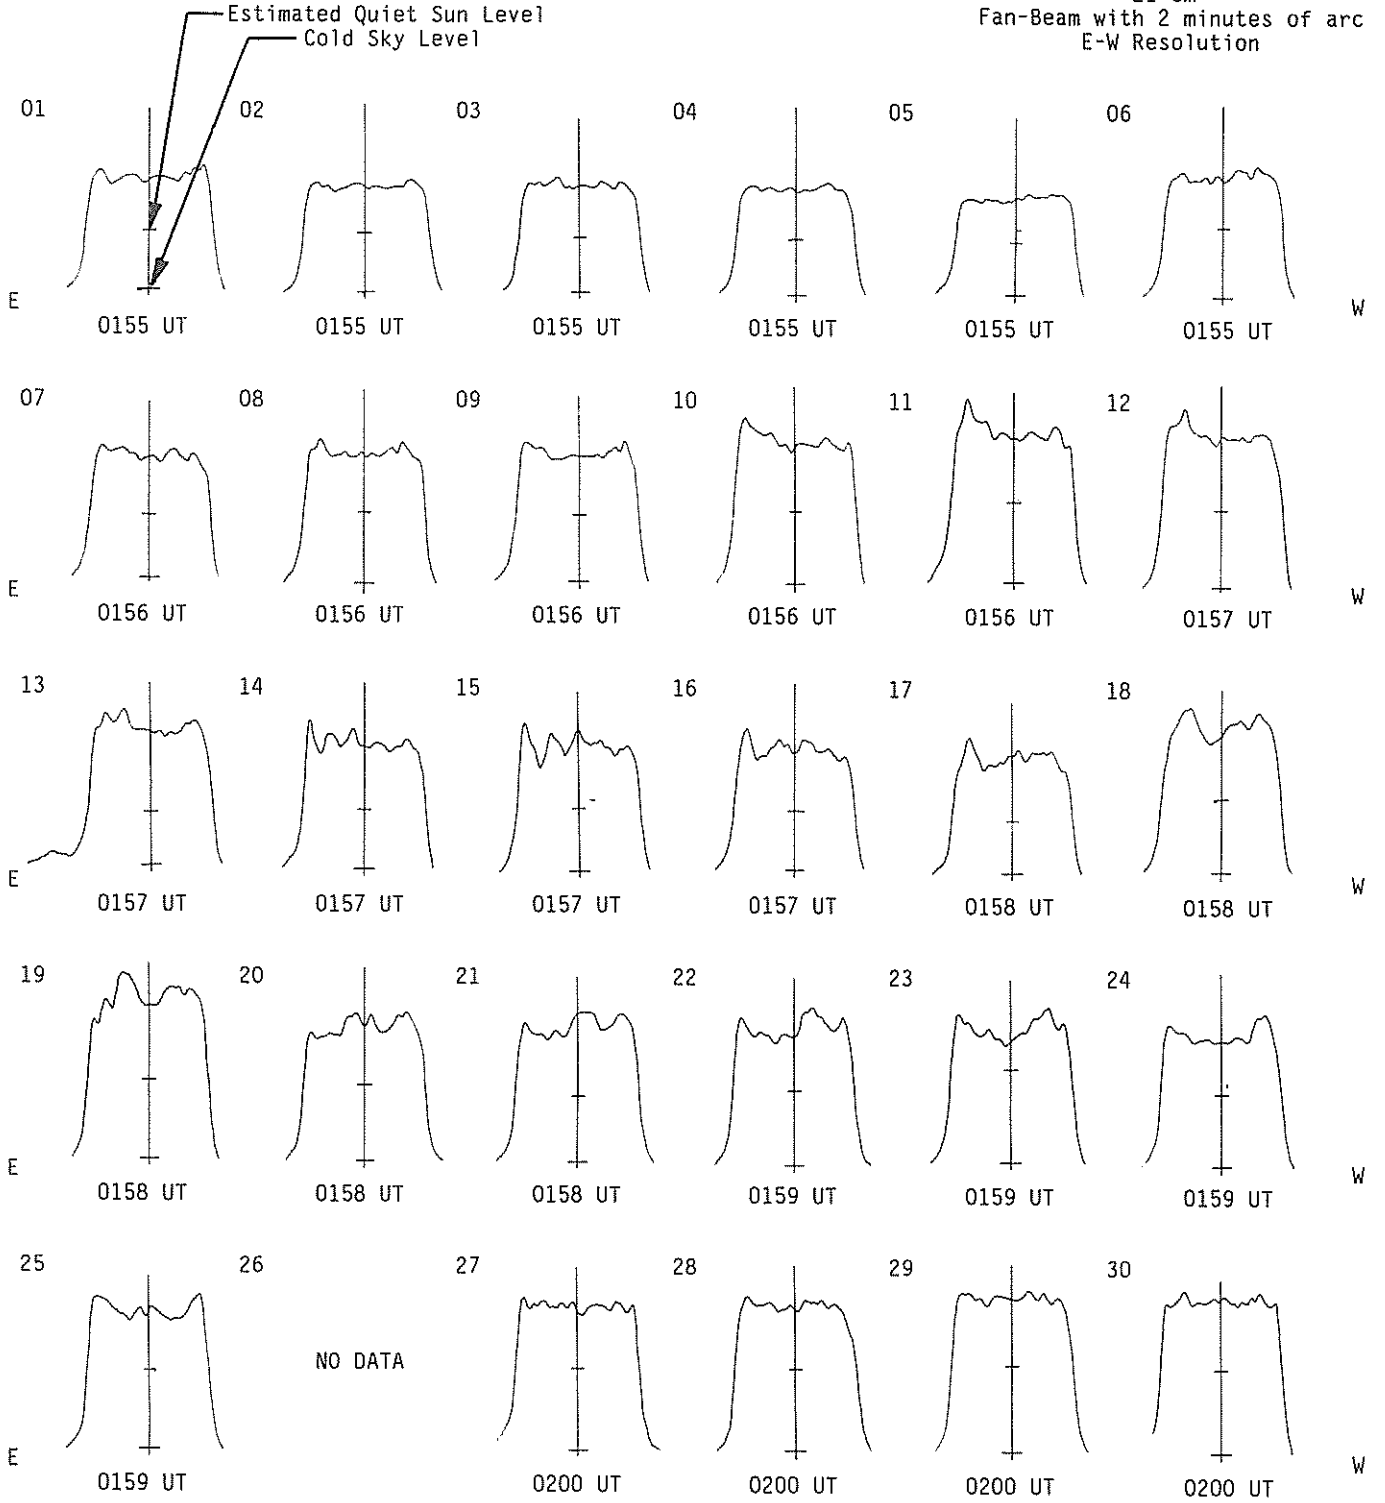 Estimated Quiet Sun Level
Cold Sky Level
Fan-Beam with 2 minutes of arc
E-W Resolution
01 02 03 04 05 06
E W
0155 UT 0155 UT 0155 UT 0155 UT 0155 UT 0155 UT
07 08 09 10 11 12
E W
0156 UT 0156 UT 0156 UT 0156 UT 0156 UT 0157 UT
13 14 15 16 17 18
E W
0157 UT 0157 UT 0157 UT 0157 UT 0158 UT 0158 UT
19 20 21 22 23 24
E W
0158 UT 0158 UT 0158 UT 0159 UT 0159 UT 0159 UT
25 26 27 28 29 30
NO DATA
E W
0159 UT 0200 UT 0200 UT 0200 UT 0200 UT